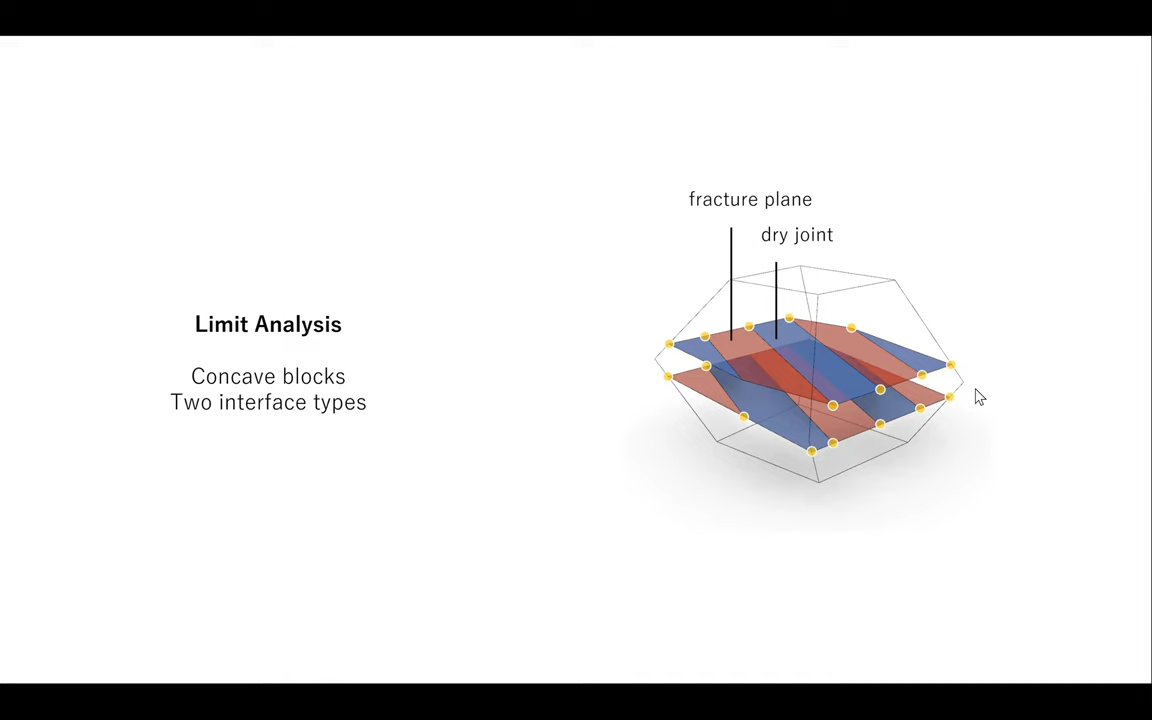 fracture plane
dry joint
Limit Analysis
Concave blocks
Two interface types